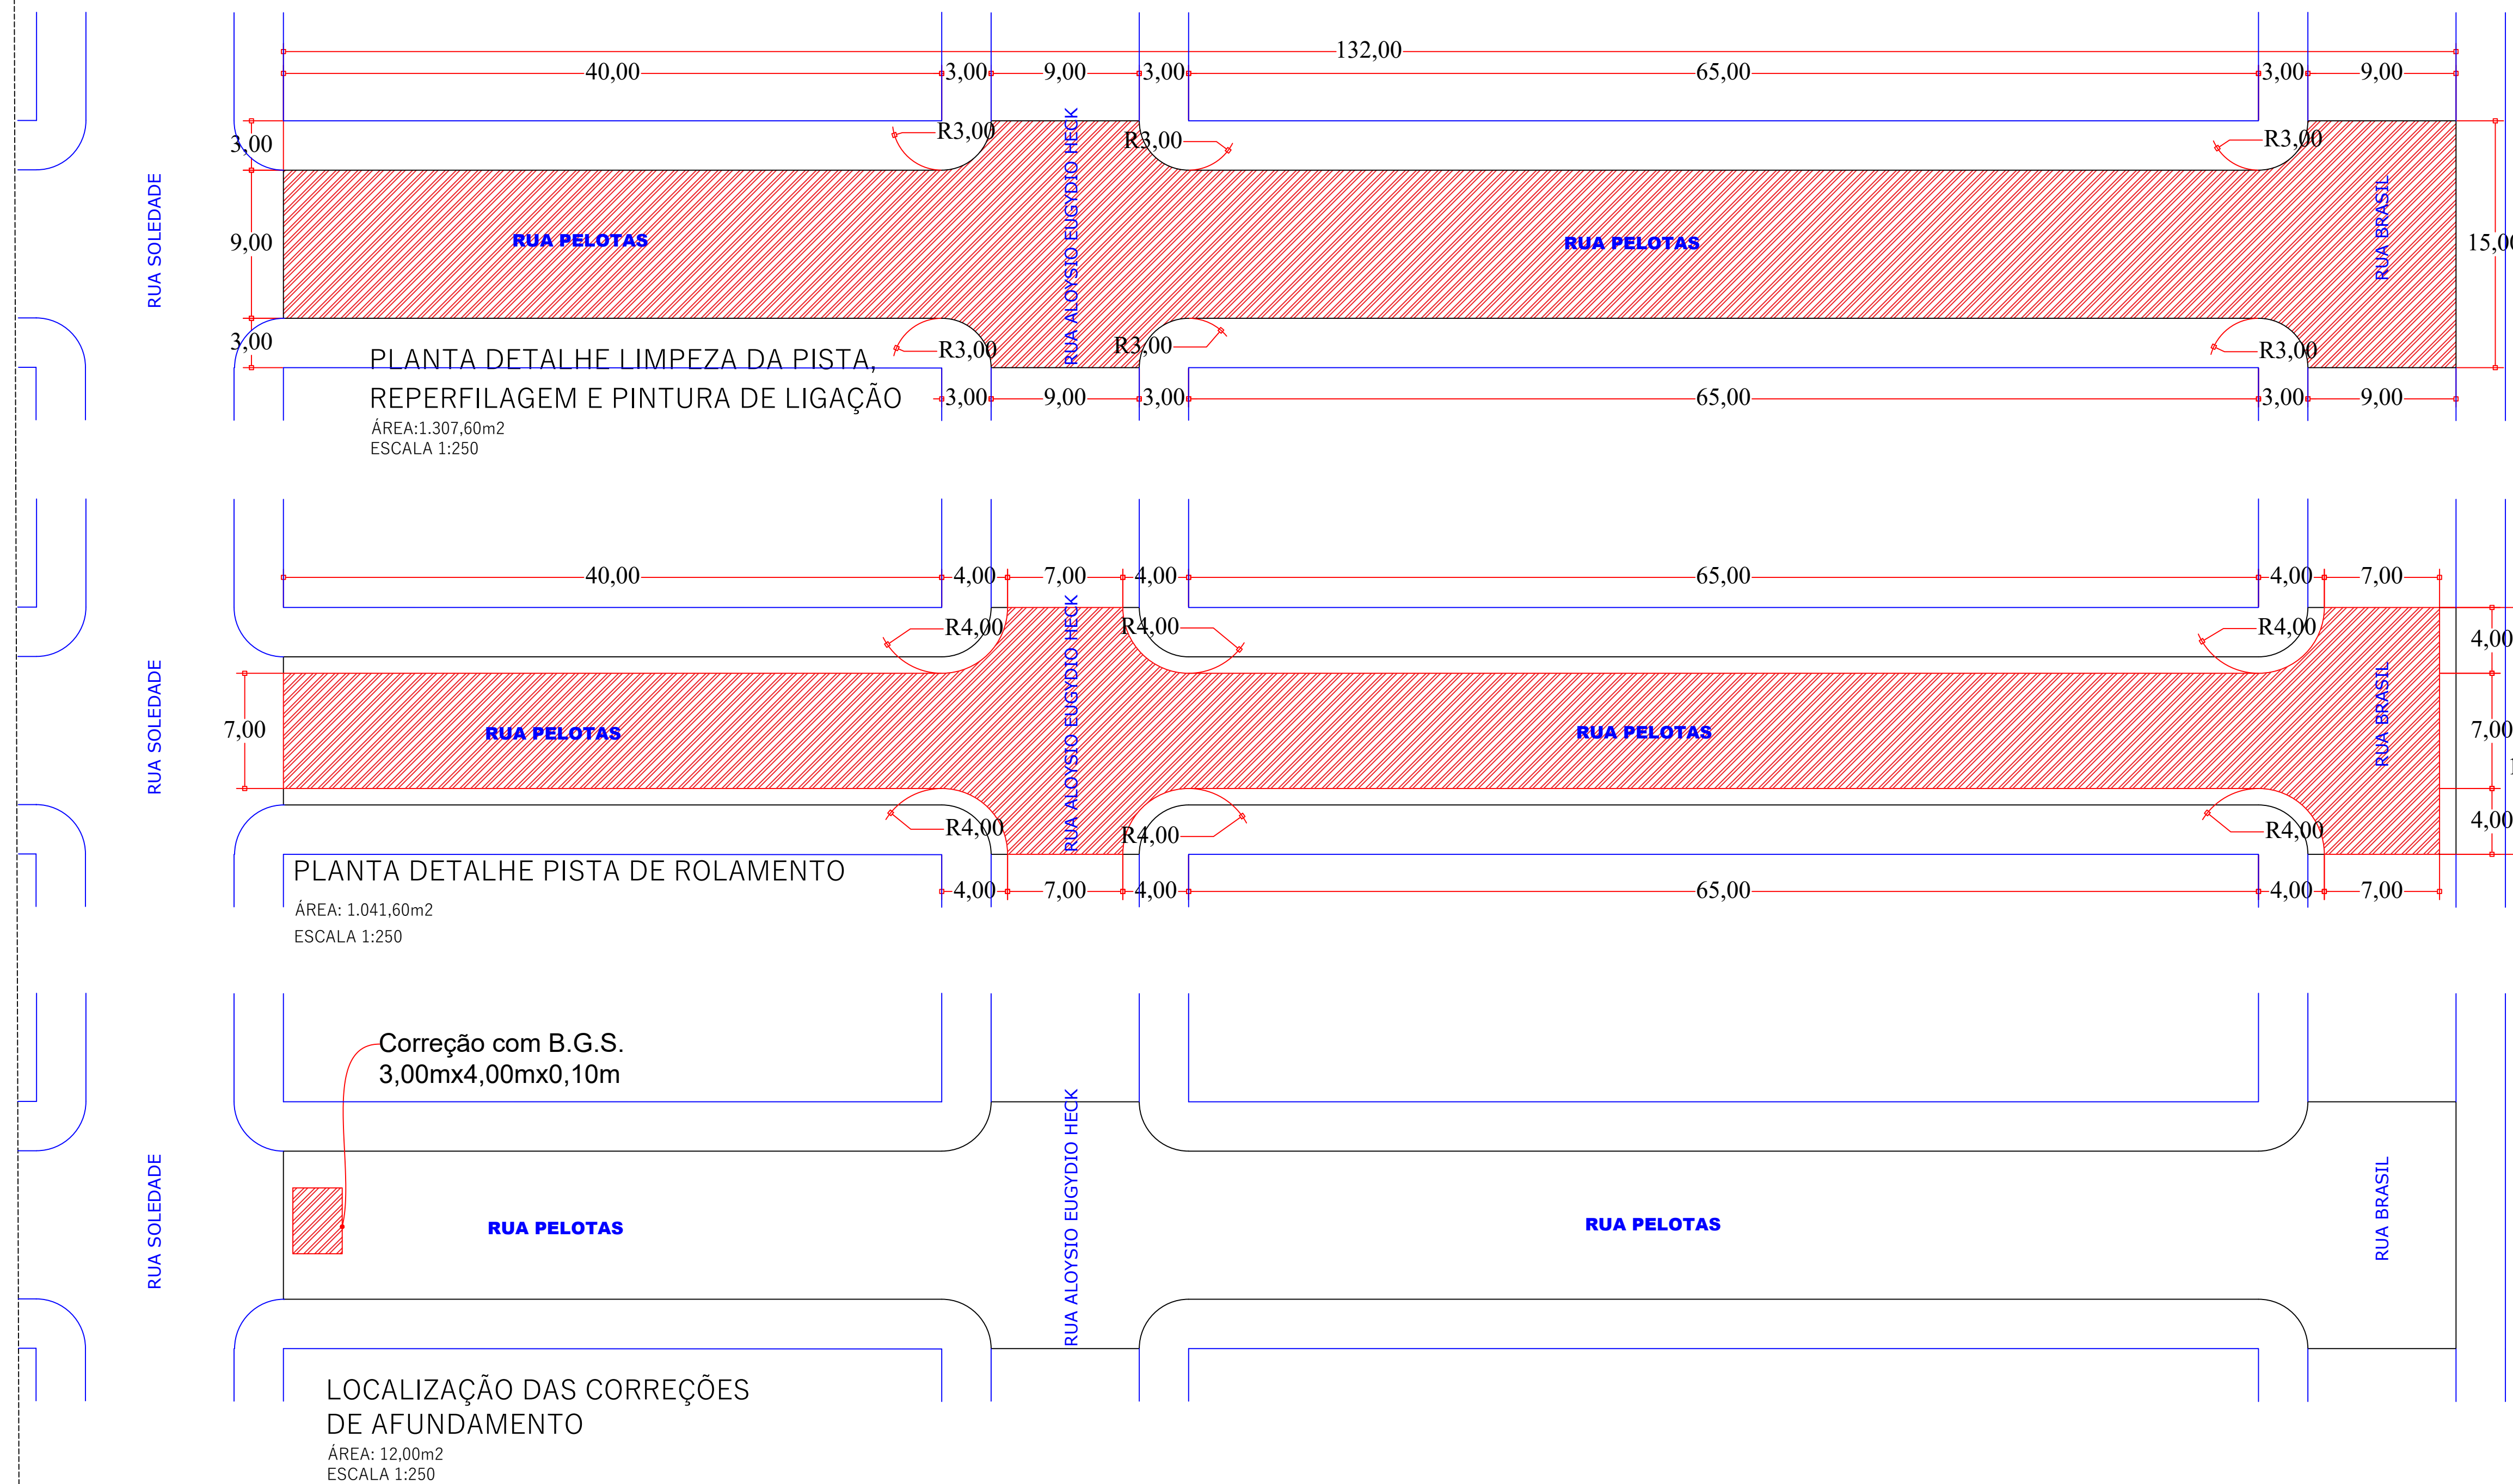 132,00
40,00
3,00
9,00
3,00
65,00
3,00
9,00
3,00
R3,00
R3,00
R3,00
RUA SOLEDADE
9,00
RUA PELOTAS
RUA ALOYSIO EUGYDIO HECK
RUA PELOTAS
RUA BRASIL
3,00
R3,00
R3,00
R3,00
PLANTA DETALHE LIMPEZA DA PISTA,
REPERFILAGEM E PINTURA DE LIGAÇÃO
ÁREA:1.307,60m2
ESCALA 1:250
3,00
9,00
3,00
65,00
3,00
9,00
40,00
4,00
7,00
4,00
65,00
4,00
7,00
R4,00
R4,00
R4,00
4,00
RUA SOLEDADE
7,00
RUA PELOTAS
RUA ALOYSIO EUGYDIO HECK
RUA PELOTAS
RUA BRASIL
7,00
R4,00
R4,00
R4,00
4,00
PLANTA DETALHE PISTA DE ROLAMENTO
ÁREA: 1.041,60m2
ESCALA 1:250
4,00
7,00
4,00
65,00
4,00
7,00
Correção com B.G.S.
3,00mx4,00mx0,10m
RUA SOLEDADE
RUA PELOTAS
RUA ALOYSIO EUGYDIO HECK
RUA PELOTAS
RUA BRASIL
LOCALIZAÇÃO DAS CORREÇÕES
DE AFUNDAMENTO
ÁREA: 12,00m2
ESCALA 1:250